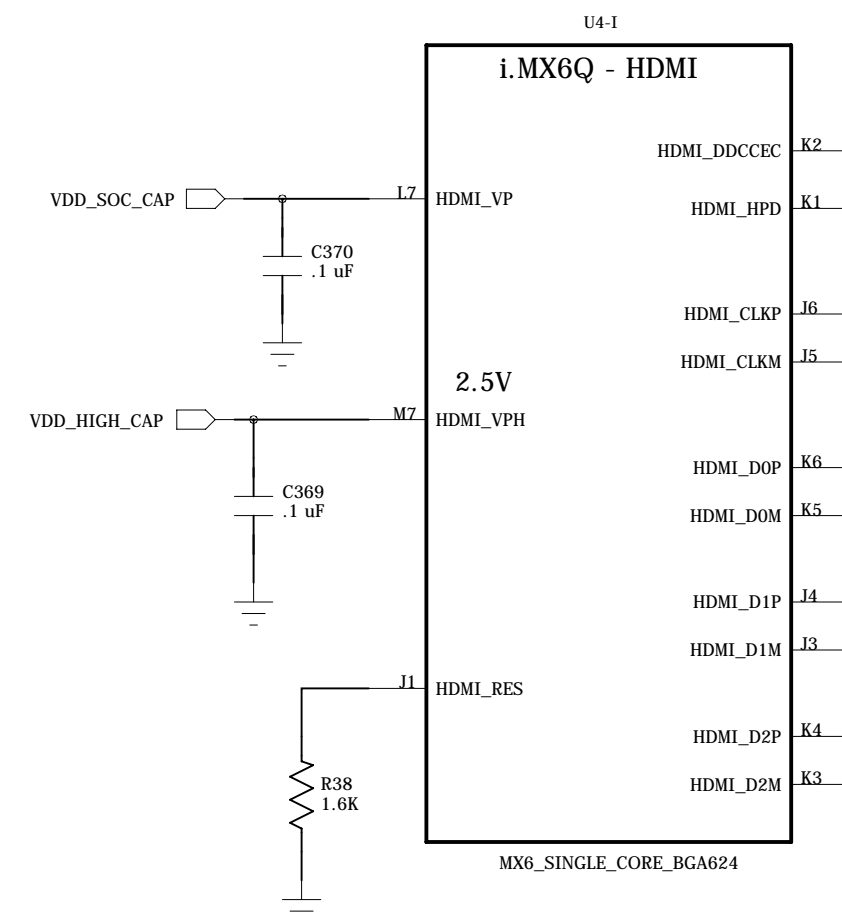 U4-I
i.MX6Q - HDMI
HDMI_DDCCEC K2
VDD_SOC_CAP L7 HDMI_VP
HDMI_HPD K1
C370
.1 uF
HDMI_CLKP J6
HDMI_CLKM J5
2.5V
VDD_HIGH_CAP M7 HDMI_VPH
HDMI_D0P K6
C369
.1 uF
HDMI_D0M K5
HDMI_D1P J4
HDMI_D1M J3
J1 HDMI_RES
HDMI_D2P K4
R38
1.6K
HDMI_D2M K3
MX6_SINGLE_CORE_BGA624